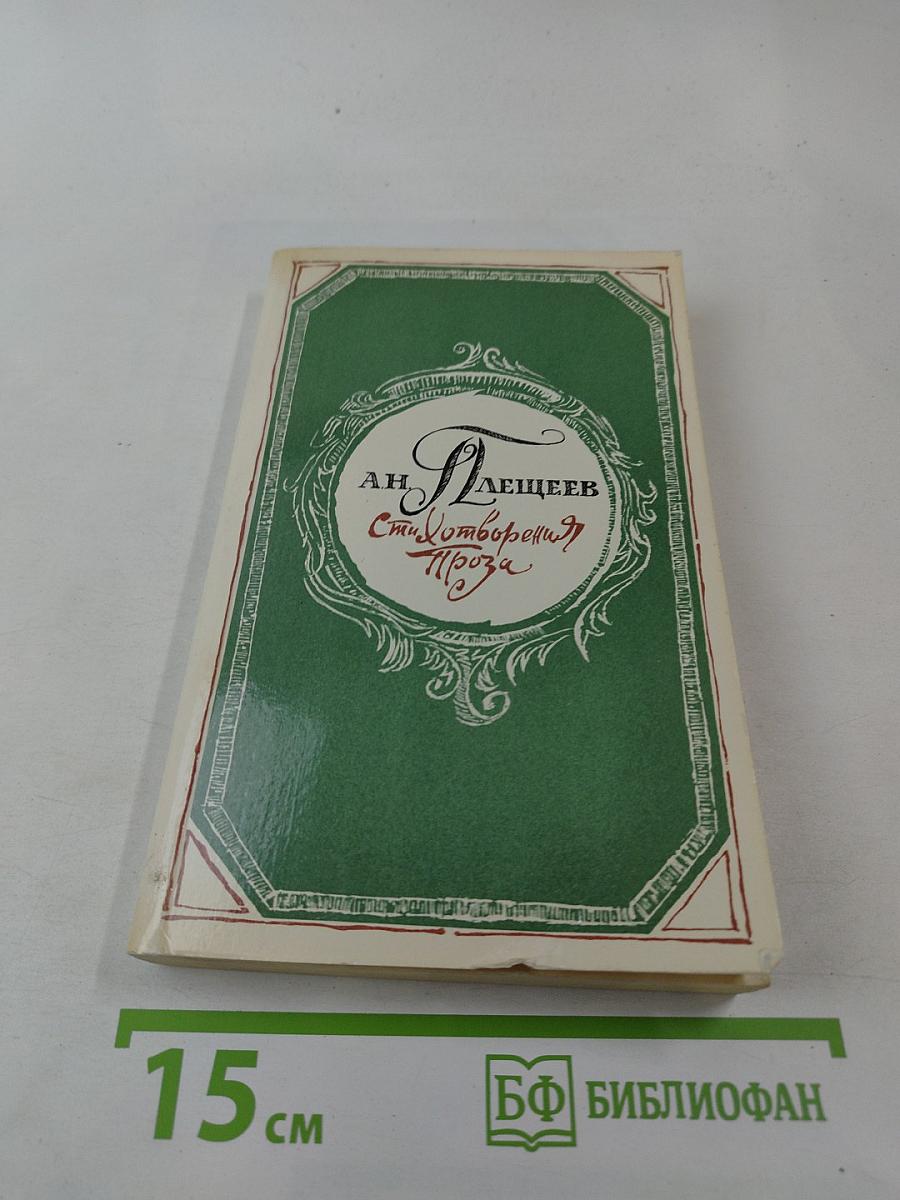 А.Н. Плещеев
Стихотворения
Проза
15 см
БФ БИБЛИОФАН